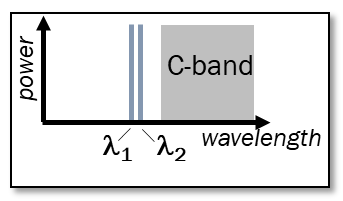 power
C-band
λ1 λ2
wavelength